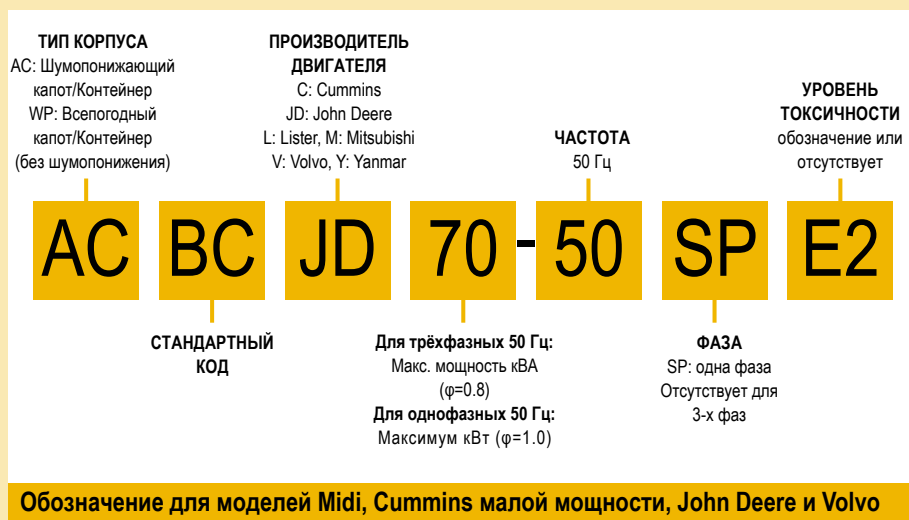 ТИП КОРПУСА
AC: Шумопонижающий
капот/Контейнер
WP: Всепогодный
капот/Контейнер
(без шумопонижения)
ПРОИЗВОДИТЕЛЬ
ДВИГАТЕЛЯ
C: Cummins
JD: John Deere
L: Lister, M: Mitsubishi
V: Volvo, Y: Yanmar
ЧАСТОТА
50 Гц
УРОВЕНЬ
ТОКСИЧНОСТИ
обозначение или
отсутствует
AC BC JD 70 - 50 SP E2
СТАНДАРТНЫЙ
КОД
Для трёхфазных 50 Гц:
Макс. мощность кВА
(φ=0.8)
Для однофазных 50 Гц:
Максимум кВт (φ=1.0)
ФАЗА
SP: одна фаза
Отсутствует для
3-х фаз
Обозначение для моделей Midi, Cummins малой мощности, John Deere и Volvo